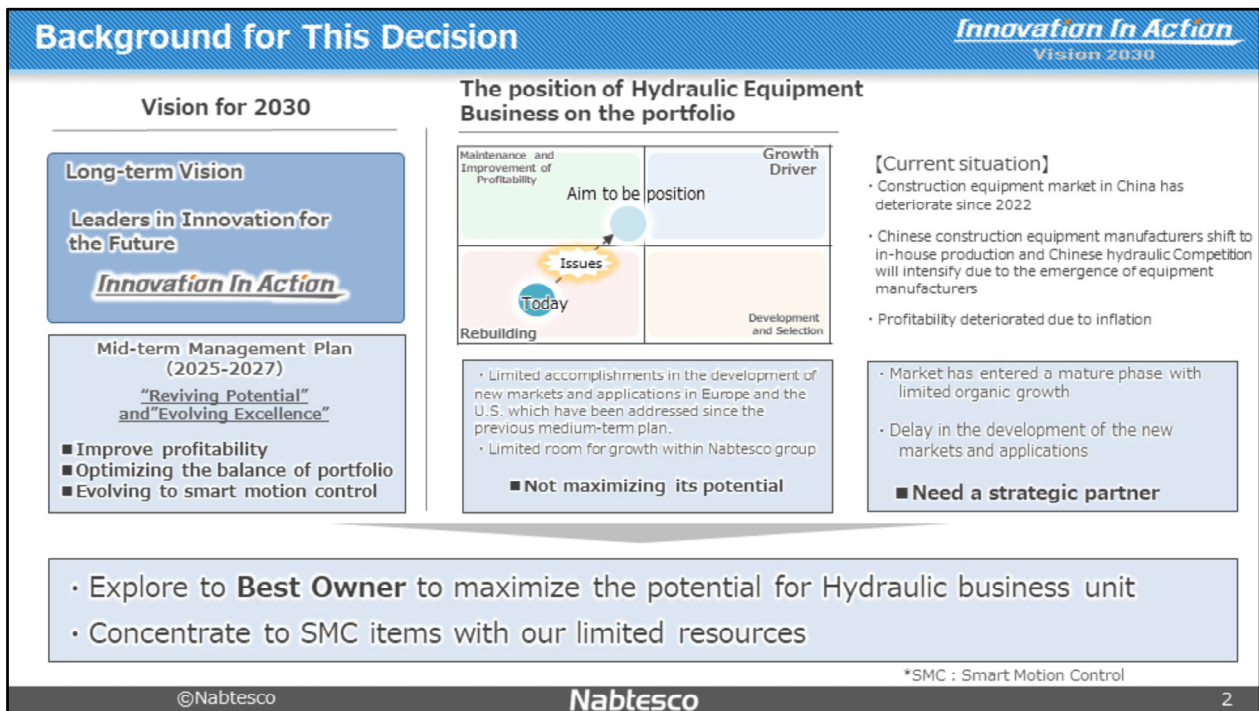 Background for This Decision
Innovation In Action
Vision 2030
Vision for 2030
Long-term Vision
Leaders in Innovation for
the Future
Innovation In Action
Mid-term Management Plan
(2025-2027)
"Reviving Potential"
and"Evolving Excellence"
■Improve profitability
■Optimizing the balance of portfolio
■Evolving to smart motion control
The position of Hydraulic Equipment
Business on the portfolio
Maintenance and
Improvement of
Profitability
Growth
Driver
Aim to be position
Issues
Today
Rebuilding
Development
and Selection
・Limited accomplishments in the development of
new markets and applications in Europe and the
U.S. which have been addressed since the
previous medium-term plan.
・Limited room for growth within Nabtesco group
■Not maximizing its potential
【Current situation】
・Construction equipment market in China has
deteriorate since 2022
・Chinese construction equipment manufacturers shift to
in-house production and Chinese hydraulic Competition
will intensify due to the emergence of equipment
manufacturers
・Profitability deteriorated due to inflation
・Market has entered a mature phase with
limited organic growth
・Delay in the development of the new
markets and applications
■Need a strategic partner
・Explore to Best Owner to maximize the potential for Hydraulic business unit
・Concentrate to SMC items with our limited resources
*SMC : Smart Motion Control
©Nabtesco
Nabtesco
2